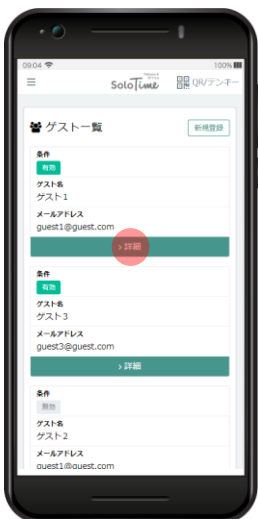 09:04 100%
SoloTime QR/テンキー
ゲスト一覧 新規登録
条件
有効
ゲスト名
ゲスト1
メールアドレス
guest1@guest.com
>詳細
条件
有効
ゲスト名
ゲスト3
メールアドレス
guest3@guest.com
>詳細
条件
無効
ゲスト名
ゲスト2
メールアドレス
guest1@guest.com